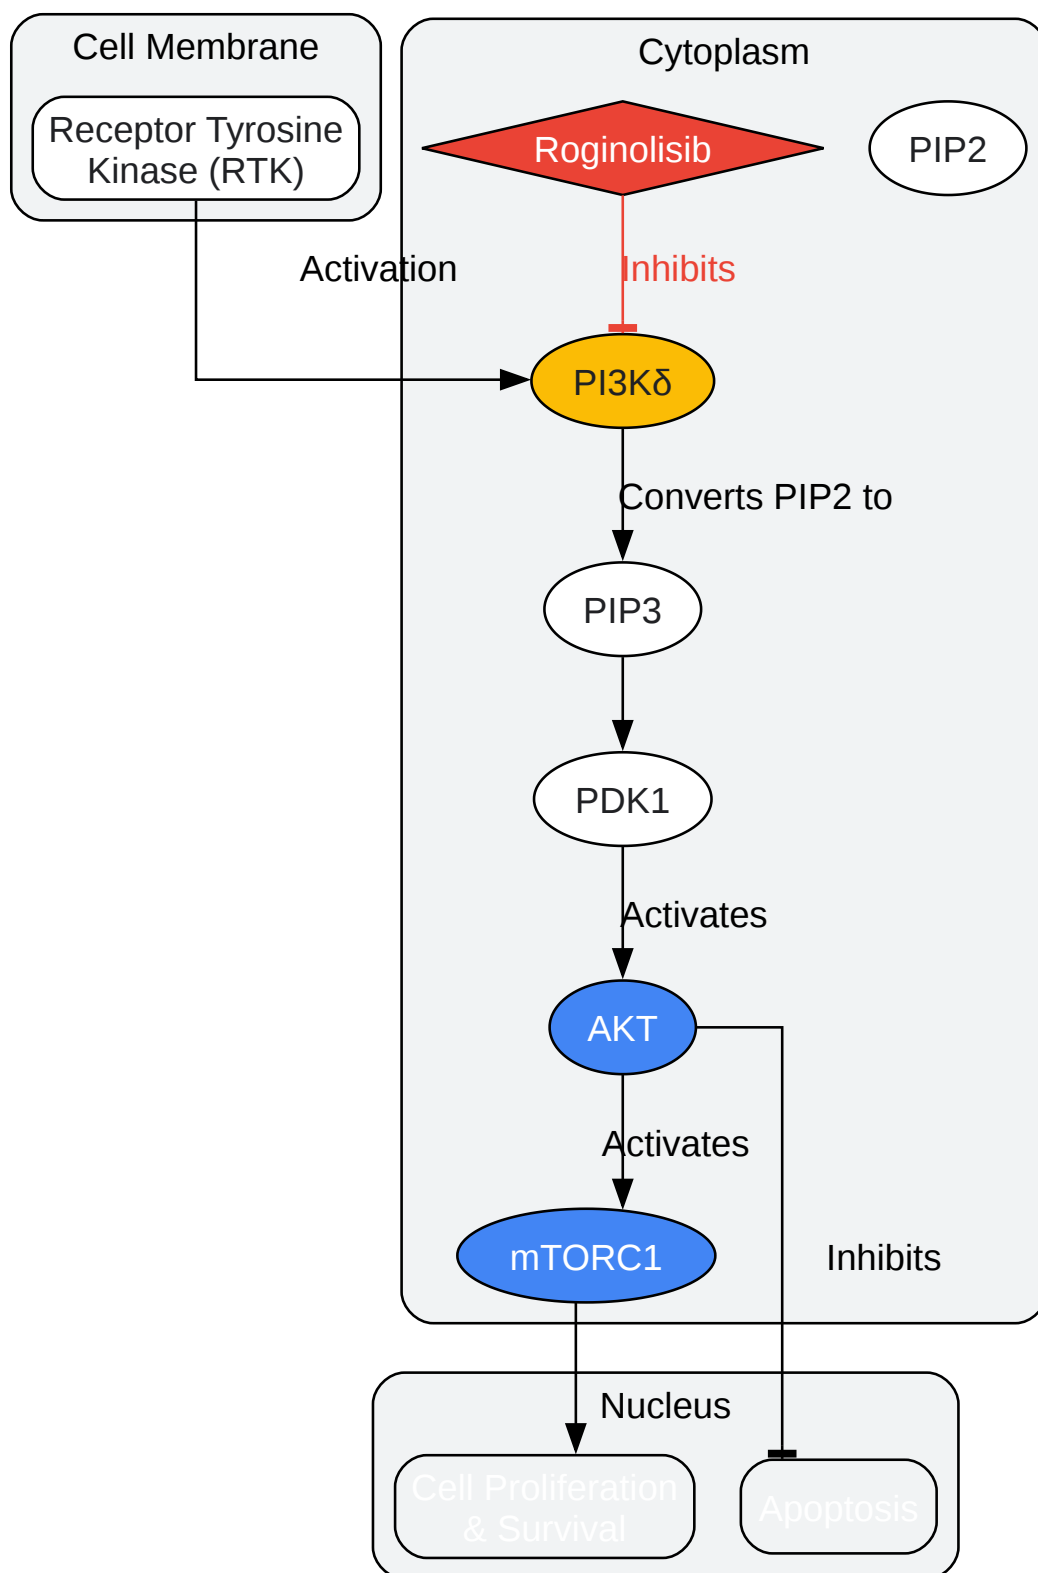 Cell Membrane
Receptor Tyrosine
Kinase (RTK)
Cytoplasm
Roginolisib
PIP2
Activation
Inhibits
PI3Kδ
Converts PIP2 to
PIP3
PDK1
Activates
AKT
Activates
mTORC1
Inhibits
Nucleus
Cell Proliferation
& Survival
Apoptosis